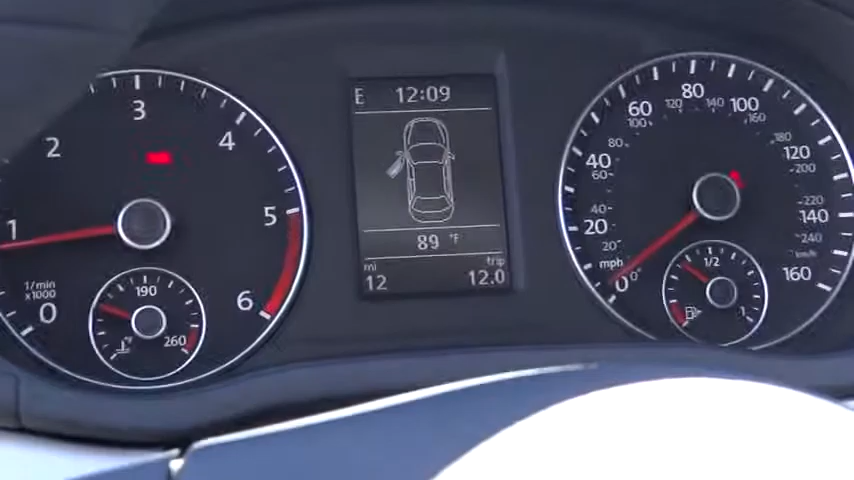 0 1 2 3 4 5 6
1/min
x1000
190
260
E 12:09
89 °F
mi trip
12 12.0
0 20 40 60 80 100 120 140 160
mph
20 40 60 100 120 140 160 180 200 220 240
km/h
1/2
1